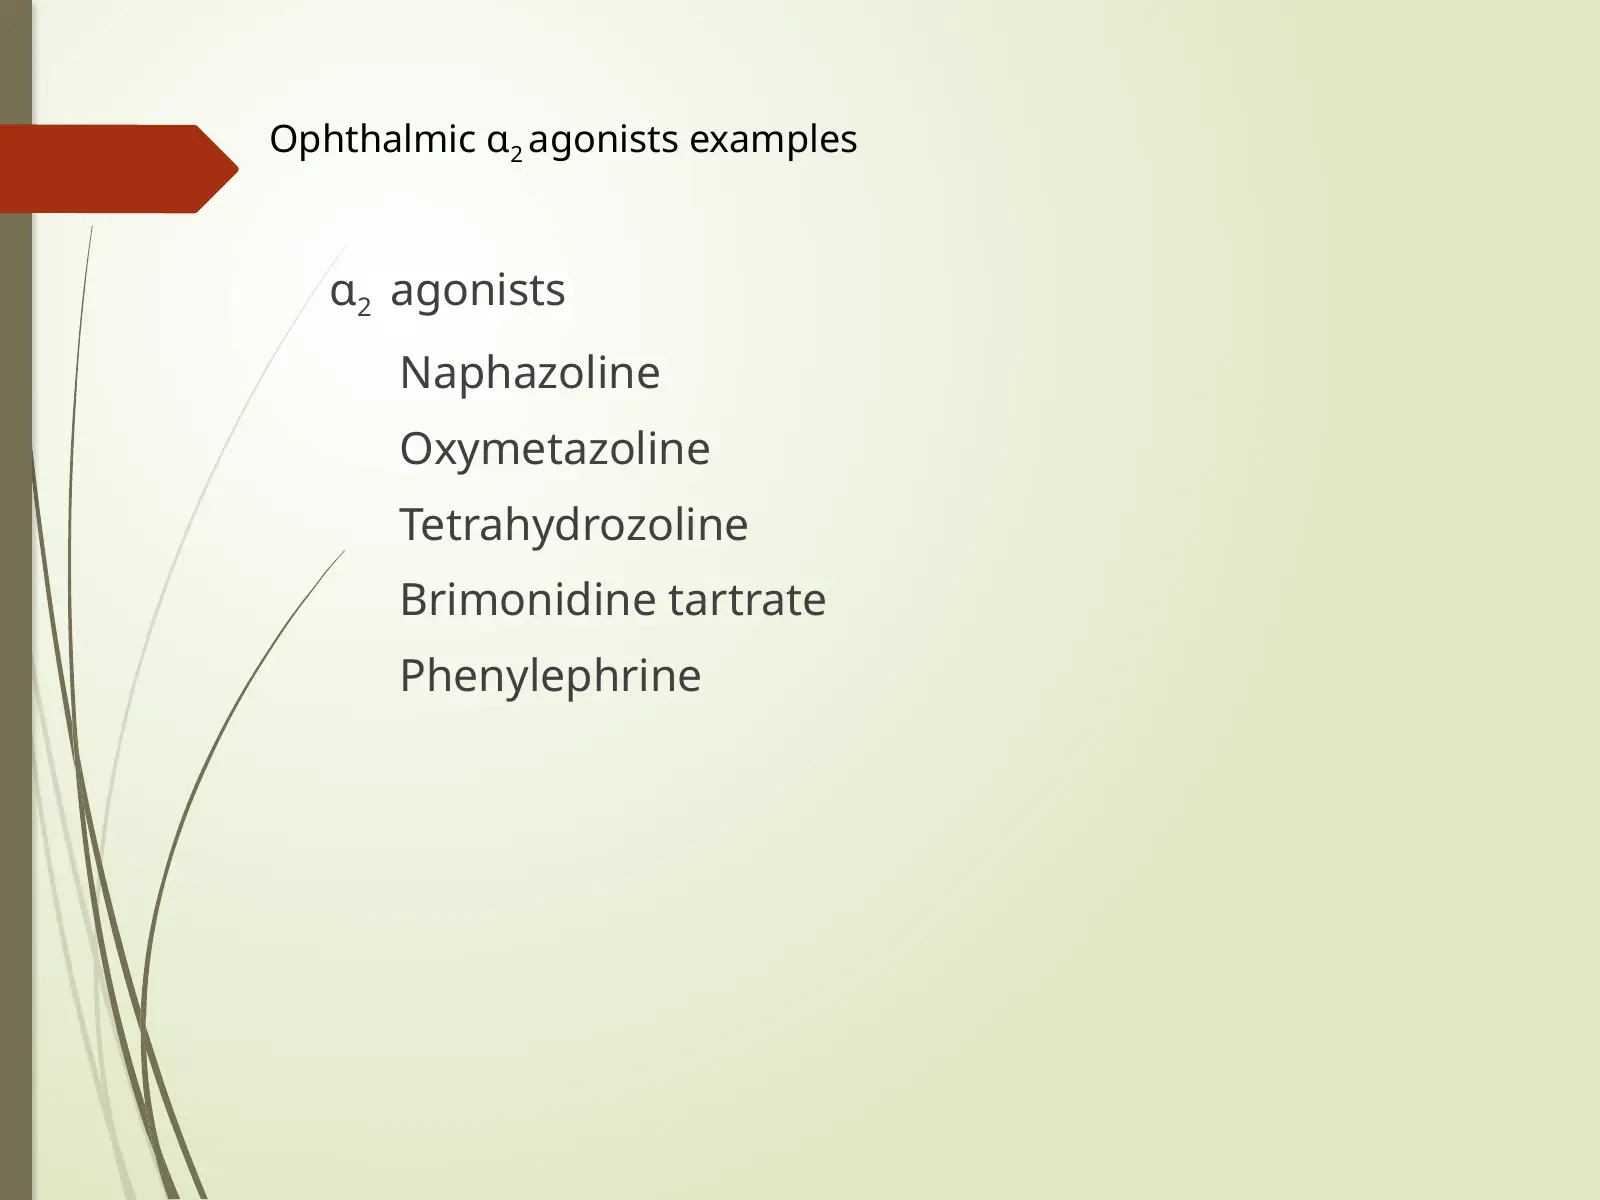 Ophthalmic α₂ agonists examples
α₂ agonists
Naphazoline
Oxymetazoline
Tetrahydrozoline
Brimonidine tartrate
Phenylephrine